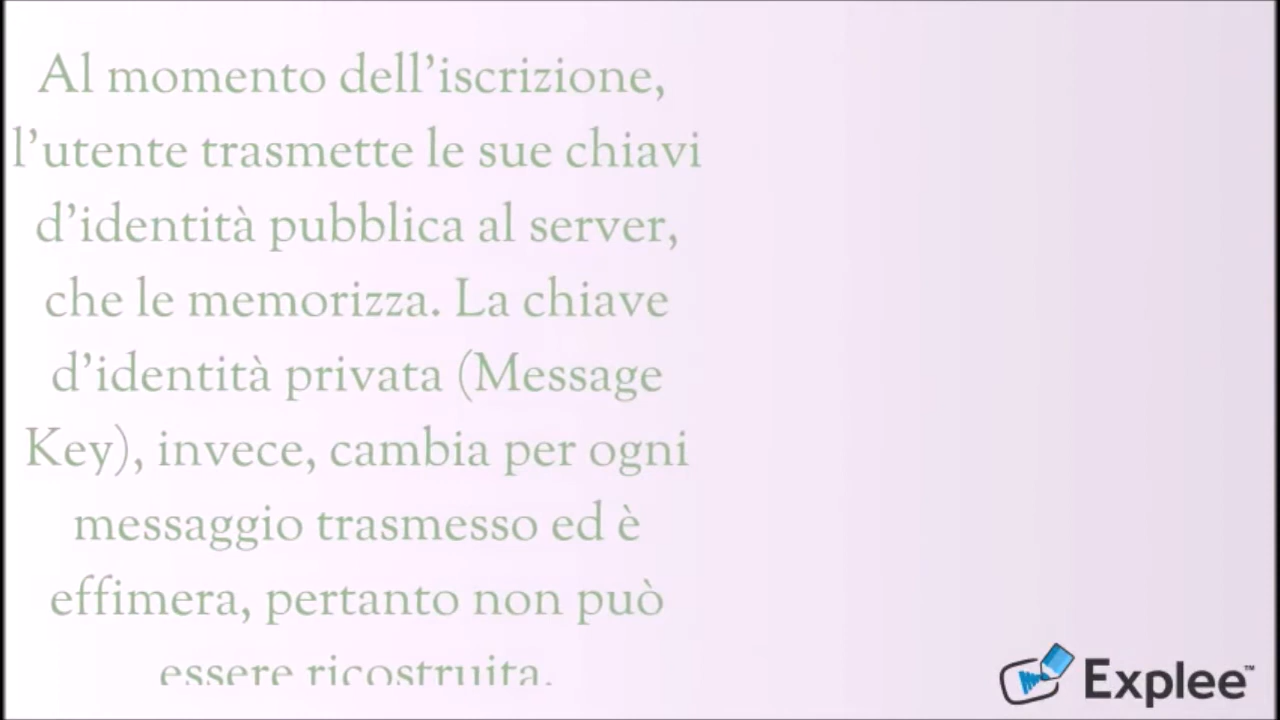 Al momento dell’iscrizione,
l’utente trasmette le sue chiavi
d’identità pubblica al server,
che le memorizza. La chiave
d’identità privata (Message
Key), invece, cambia per ogni
messaggio trasmesso ed è
effimera, pertanto non può
essere ricostruita.
Explee™